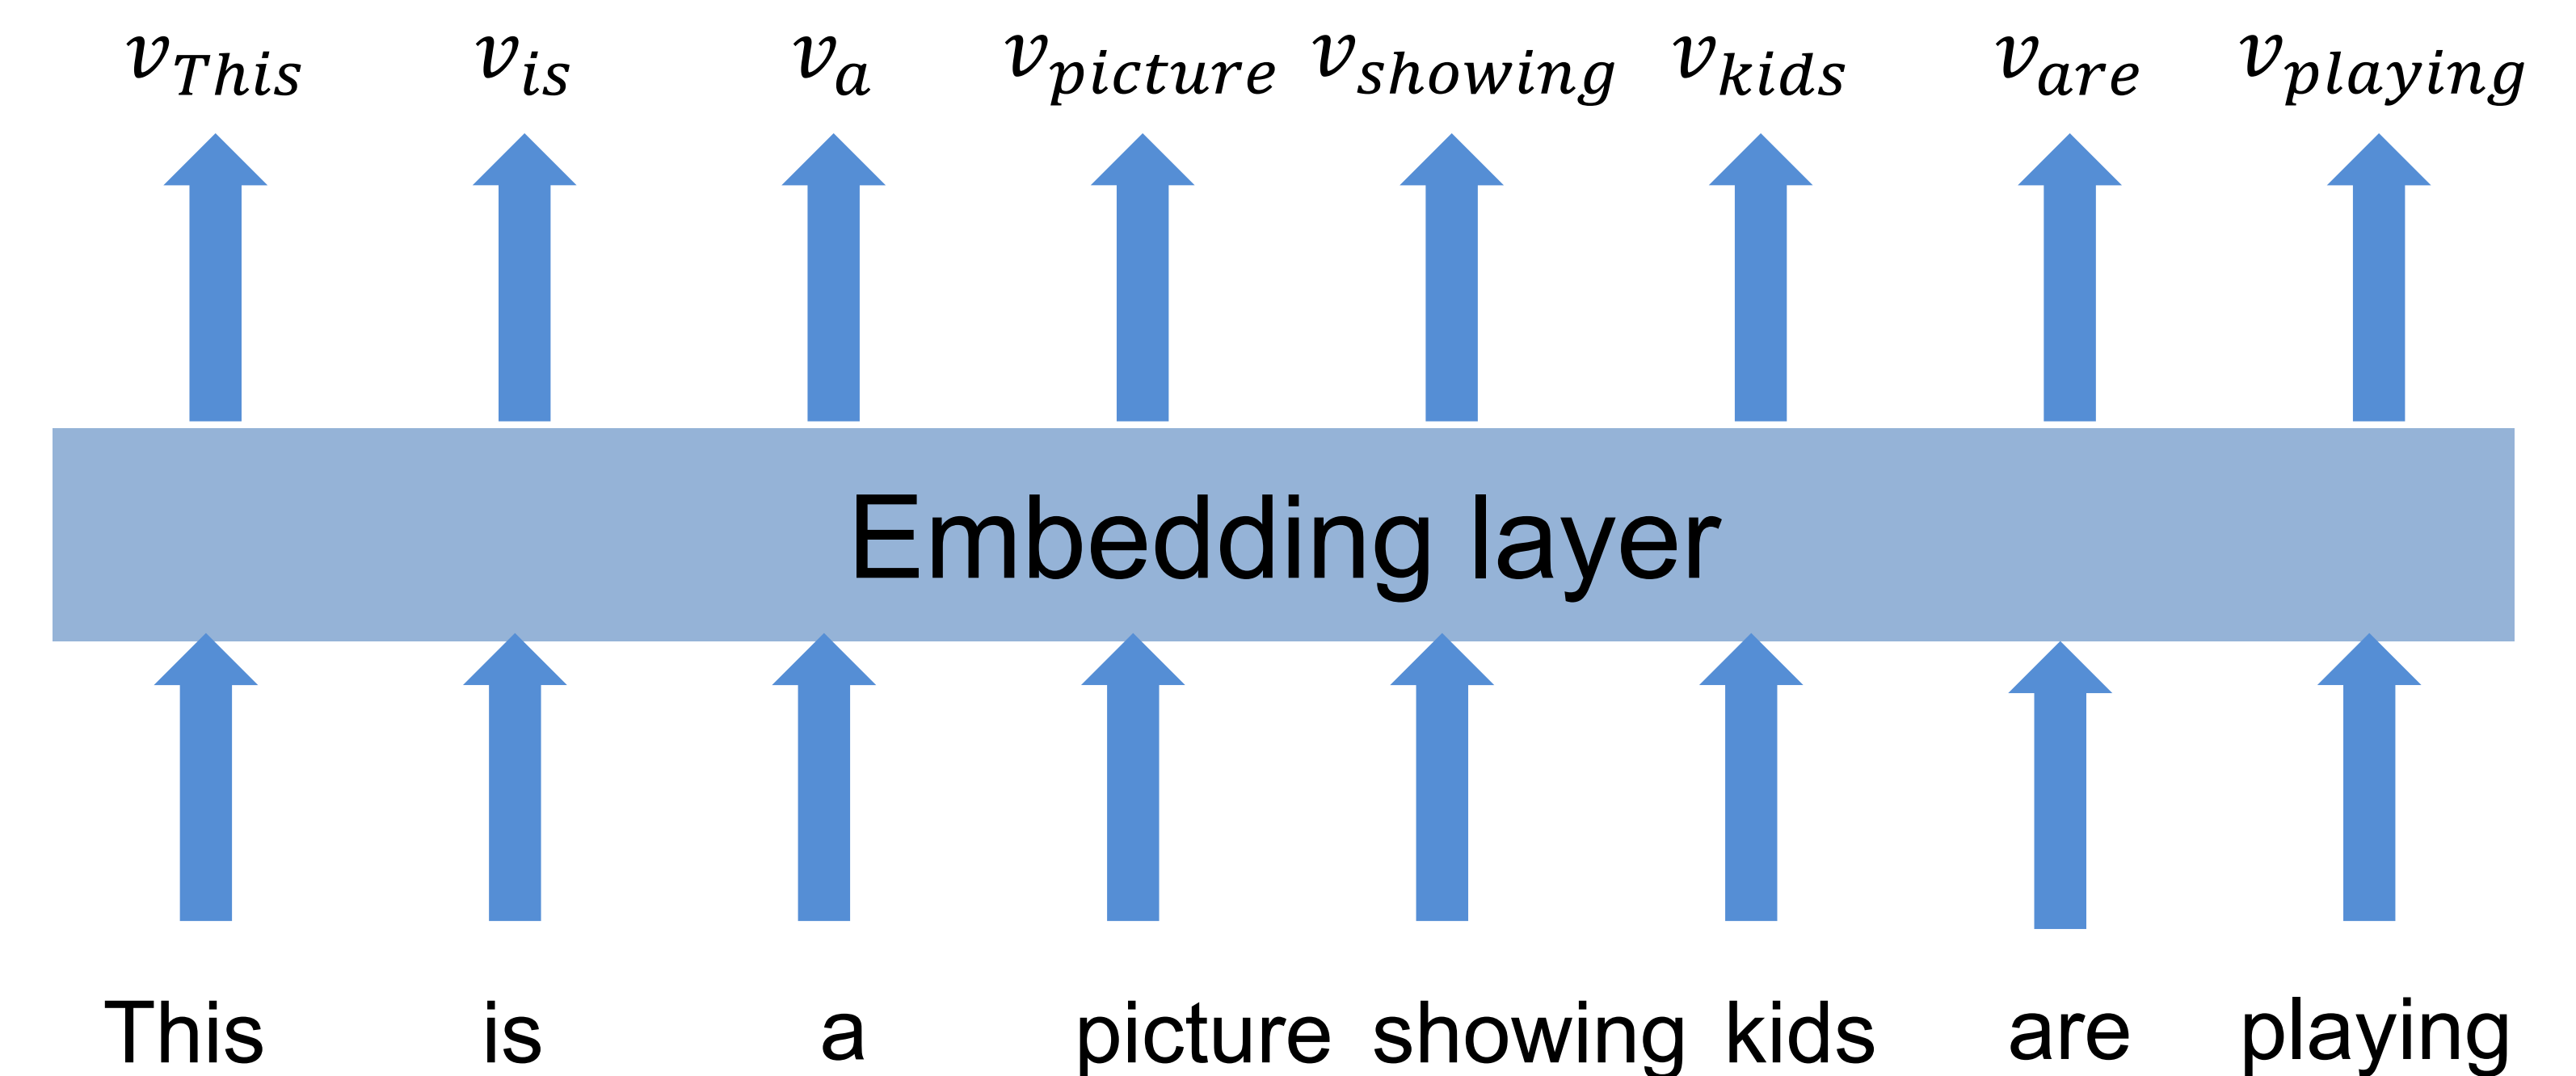 v_This v_is v_a v_picture v_showing v_kids v_are v_playing
Embedding layer
This is a picture showing kids are playing